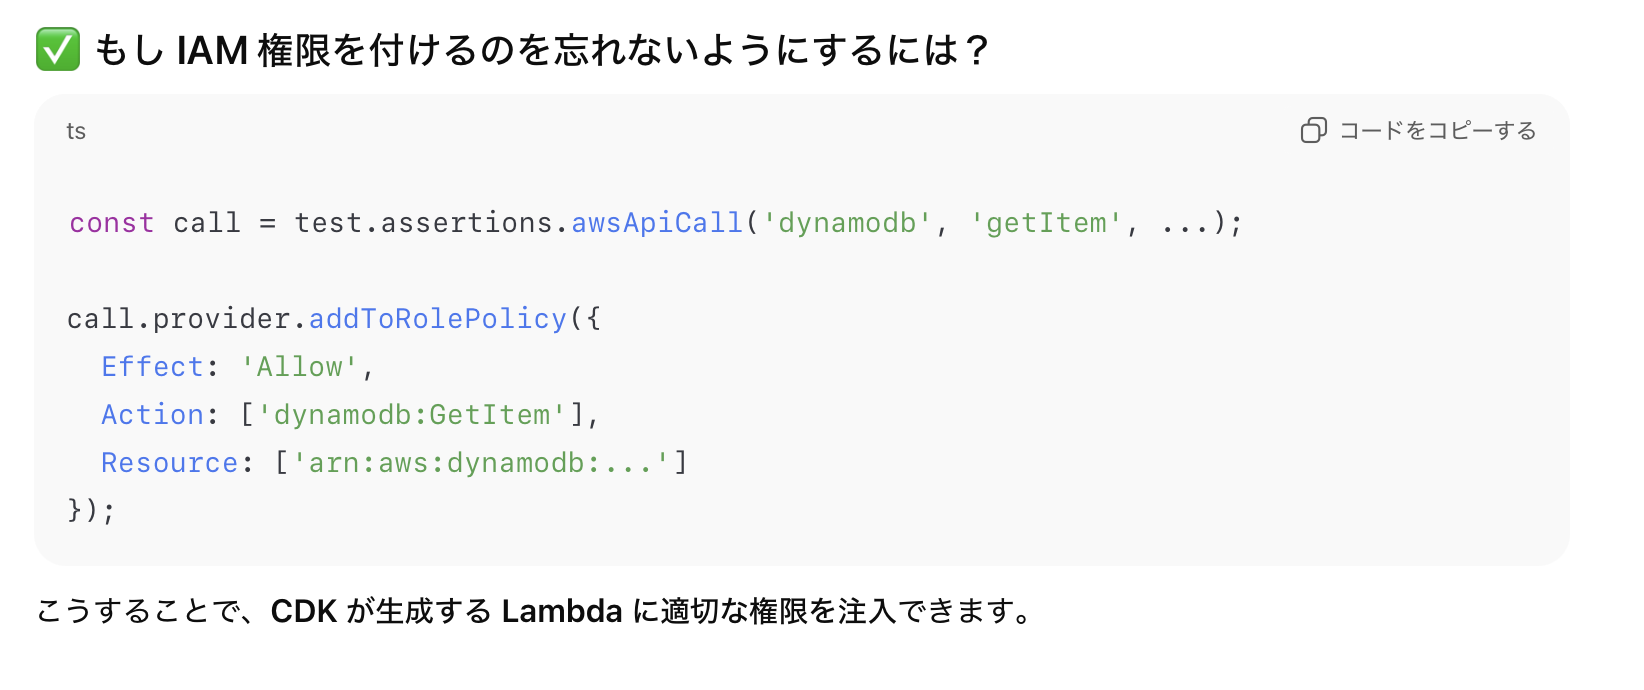 ✅ もし IAM 権限を付けるのを忘れないようにするには？
ts
コードをコピーする
const call = test.assertions.awsApiCall('dynamodb', 'getItem', ...);
call.provider.addToRolePolicy({
  Effect: 'Allow',
  Action: ['dynamodb:GetItem'],
  Resource: ['arn:aws:dynamodb:...']
});
こうすることで、CDK が生成する Lambda に適切な権限を注入できます。